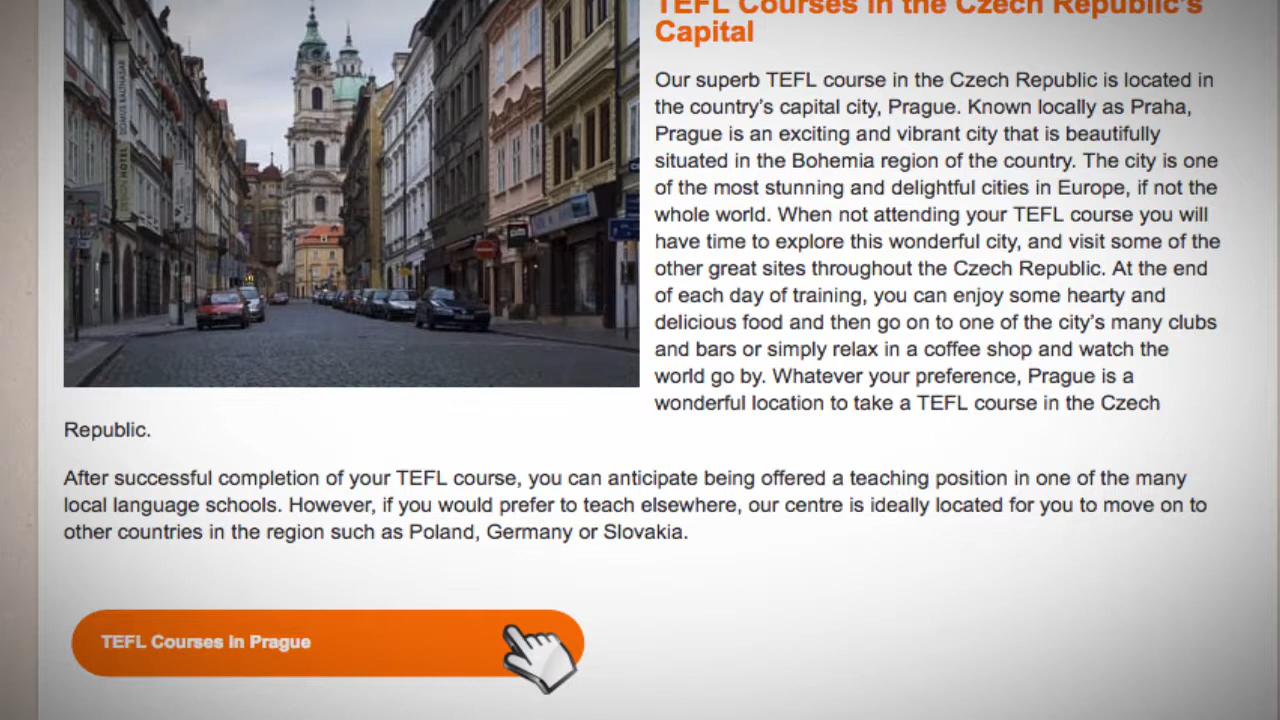 TEFL Courses in the Czech Republic's
Capital
Our superb TEFL course in the Czech Republic is located in
the country's capital city, Prague. Known locally as Praha,
Prague is an exciting and vibrant city that is beautifully
situated in the Bohemia region of the country. The city is one
of the most stunning and delightful cities in Europe, if not the
whole world. When not attending your TEFL course you will
have time to explore this wonderful city, and visit some of the
other great sites throughout the Czech Republic. At the end
of each day of training, you can enjoy some hearty and
delicious food and then go on to one of the city's many clubs
and bars or simply relax in a coffee shop and watch the
world go by. Whatever your preference, Prague is a
wonderful location to take a TEFL course in the Czech
Republic.
After successful completion of your TEFL course, you can anticipate being offered a teaching position in one of the many
local language schools. However, if you would prefer to teach elsewhere, our centre is ideally located for you to move on to
other countries in the region such as Poland, Germany or Slovakia.
TEFL Courses In Prague